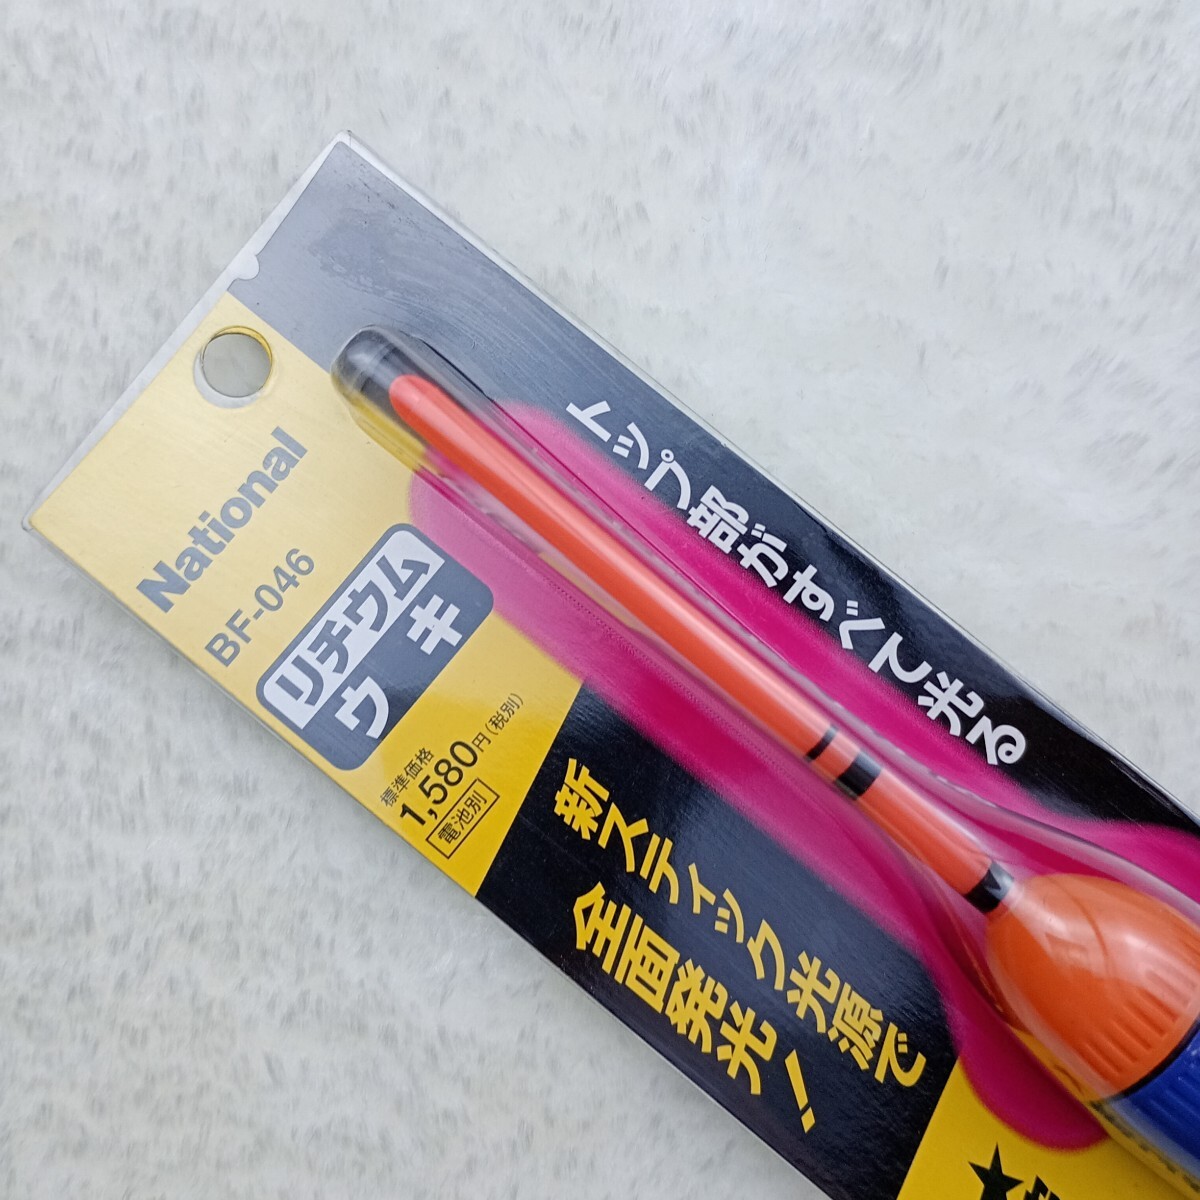 National
BF-046
リチウム
ウキ
標準価格
1,580円(税別)
電池別
トップ部がすべて光る
新スティック光源で
全面発光!
★